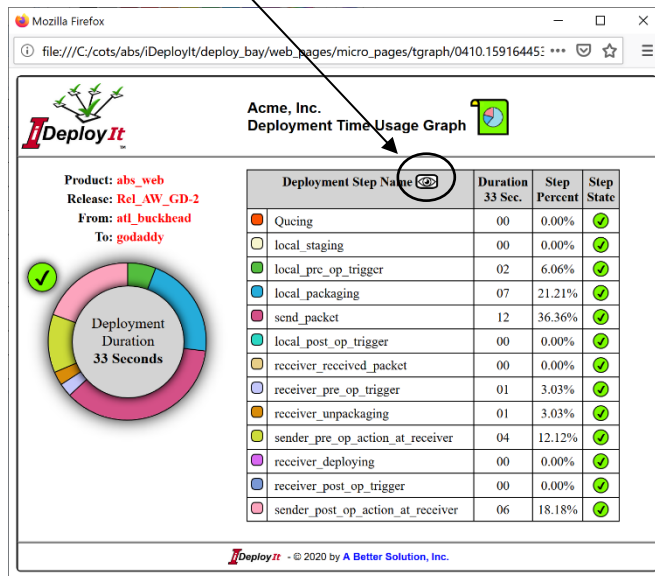 Mozilla Firefox
file:///C:/cots/abs/iDeployIt/deploy_bay/web_pages/micro_pages/tgraph/0410.15916445
Acme, Inc.
Deployment Time Usage Graph
IDeployIt
Product: abs_web
Release: Rel_AW_GD-2
From: atl_buckhead
To: godaddy
Deployment
Duration
33 Seconds
Deployment Step Name Duration 33 Sec. Step Percent Step State
Qucing 00 0.00%
local_staging 00 0.00%
local_pre_op_trigger 02 6.06%
local_packaging 07 21.21%
send_packet 12 36.36%
local_post_op_trigger 00 0.00%
receiver_received_packet 00 0.00%
receiver_pre_op_trigger 01 3.03%
receiver_unpackaging 01 3.03%
sender_pre_op_action_at_receiver 04 12.12%
receiver_deploying 00 0.00%
receiver_post_op_trigger 00 0.00%
sender_post_op_action_at_receiver 06 18.18%
IDeployIt - © 2020 by A Better Solution, Inc.